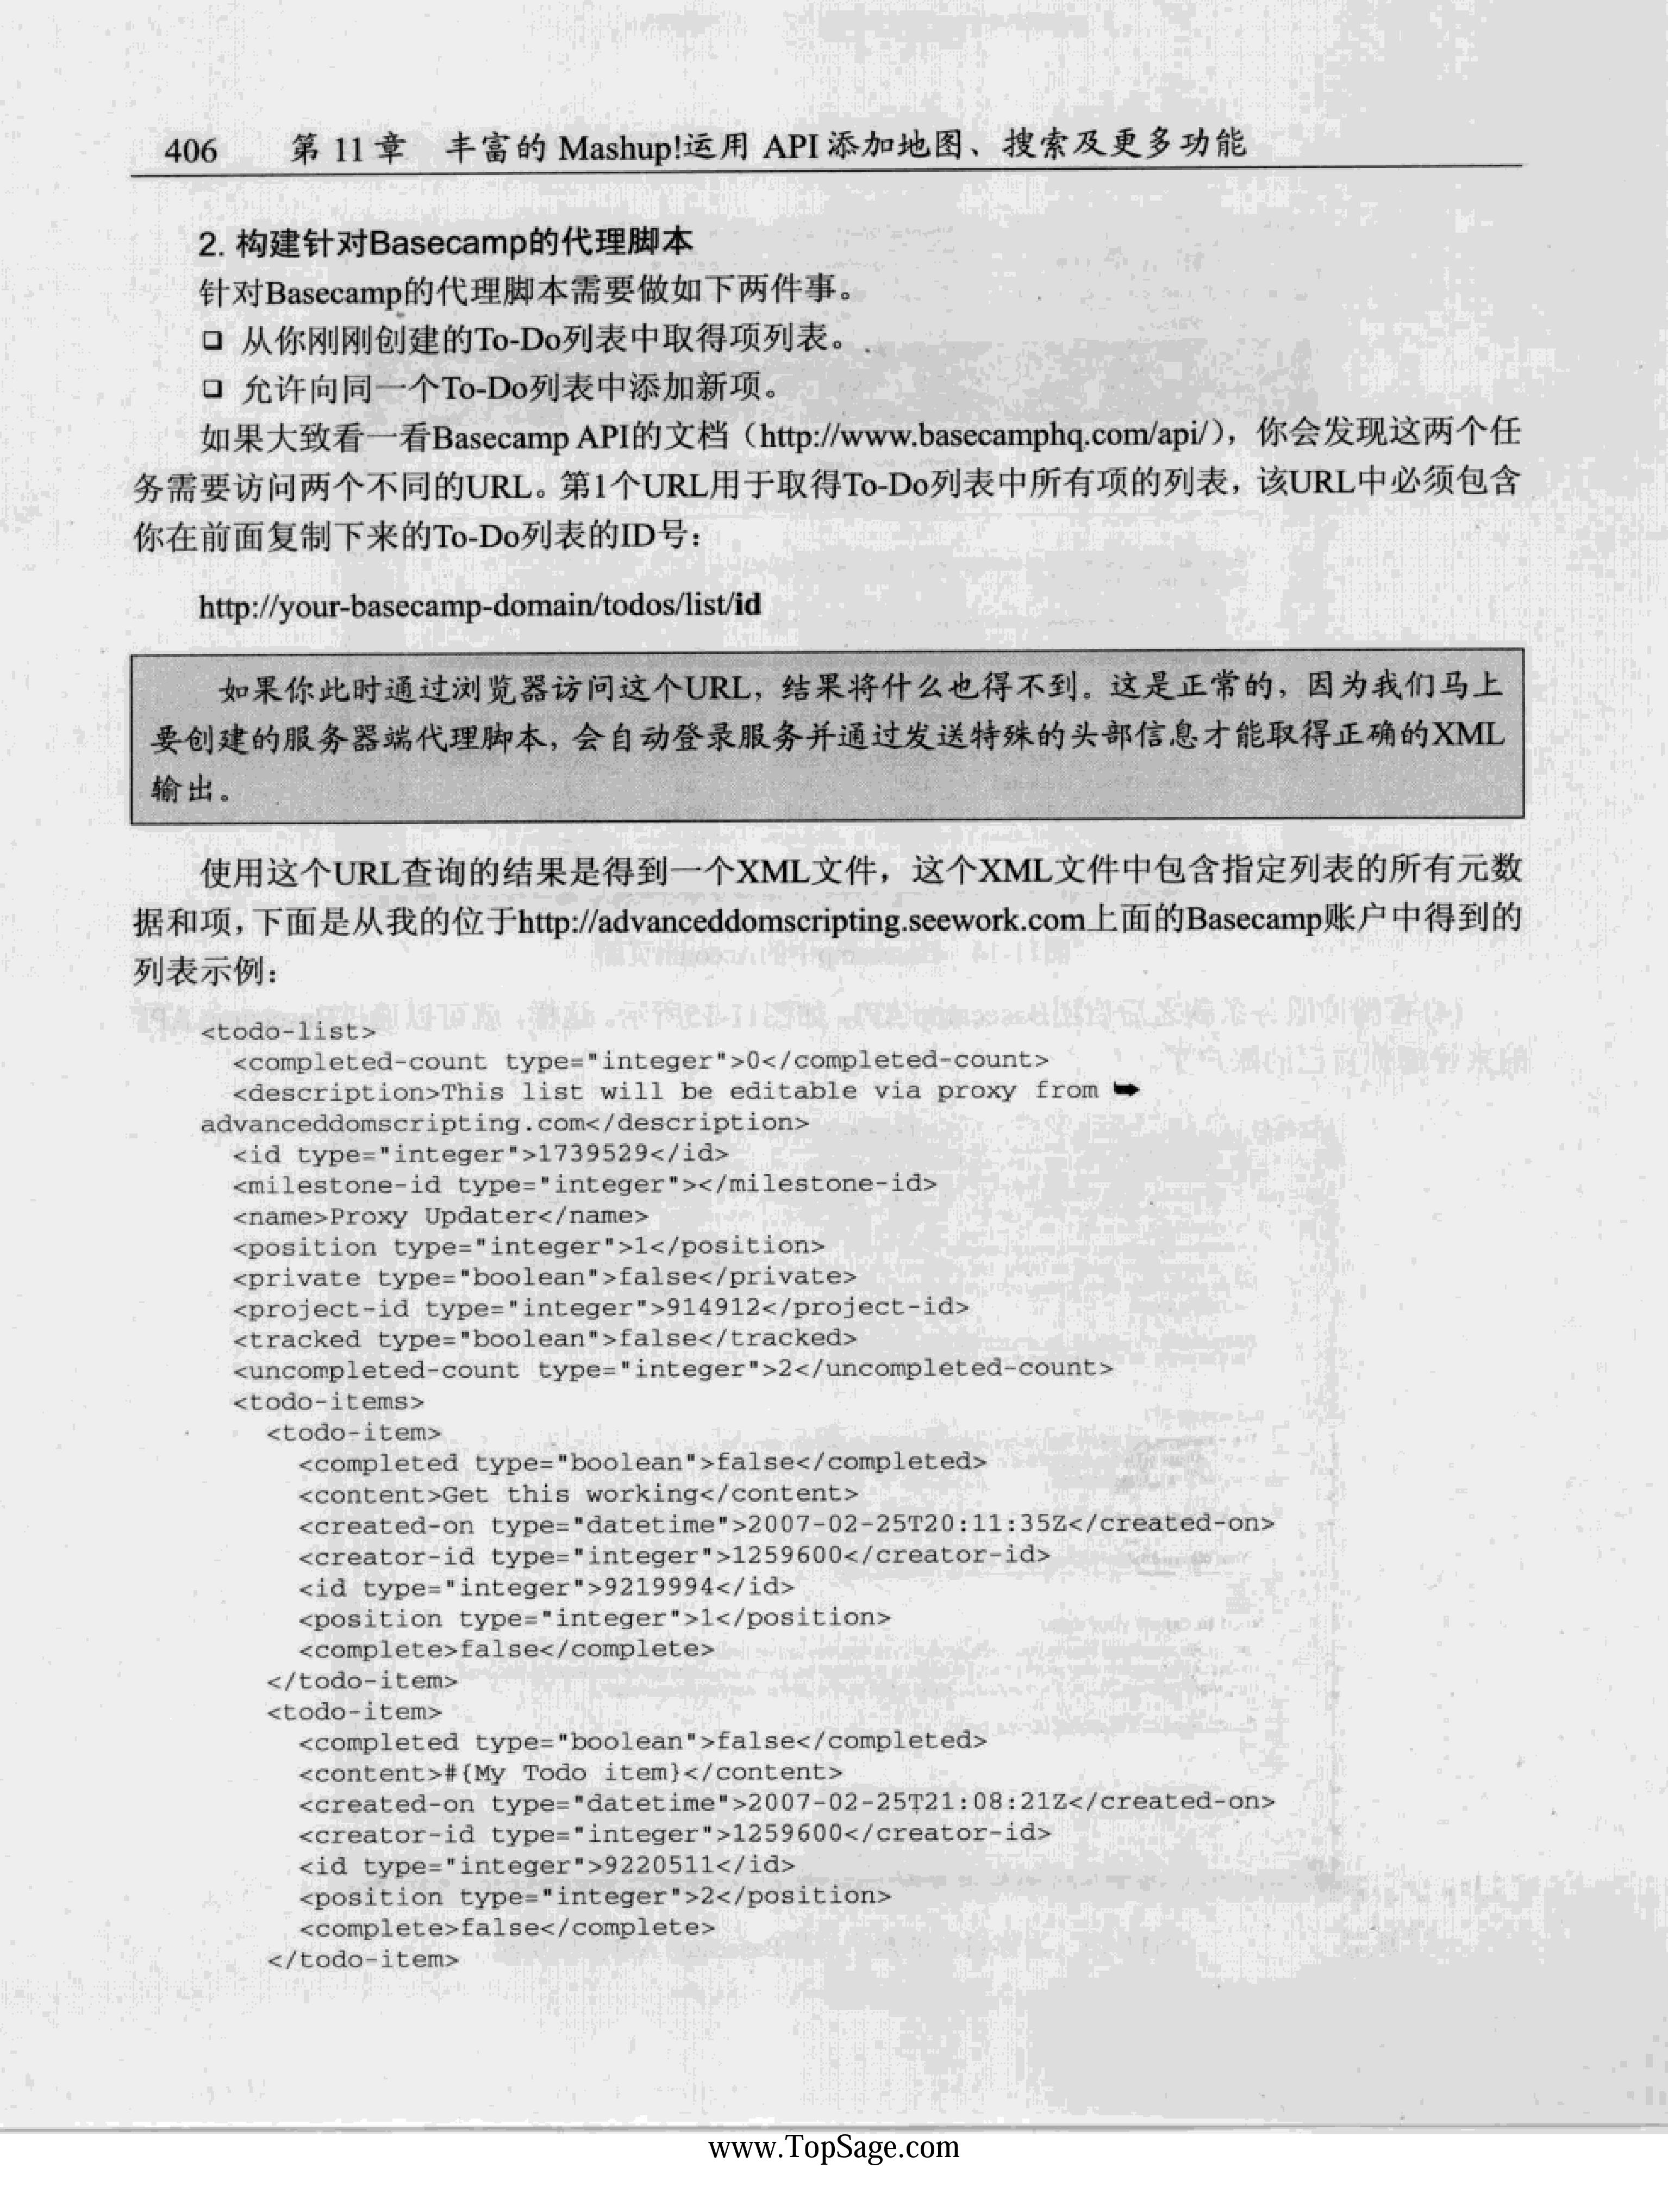 406 第 11 章 丰富的 Mashup!运用 API 添加地图、搜索及更多功能
2. 构建针对Basecamp的代理脚本
针对Basecamp的代理脚本需要做如下两件事。
❑ 从你刚刚创建的To-Do列表中取得项列表。
❑ 允许向同一个To-Do列表中添加新项。
如果大致看一看Basecamp API的文档（http://www.basecamphq.com/api/），你会发现这两个任
务需要访问两个不同的URL。第1个URL用于取得To-Do列表中所有项的列表，该URL中必须包含
你在前面复制下来的To-Do列表的ID号：
http://your-basecamp-domain/todos/list/id
如果你此时通过浏览器访问这个URL，结果将什么也得不到。这是正常的，因为我们马上
要创建的服务器端代理脚本，会自动登录服务并通过发送特殊的头部信息才能取得正确的XML
输出。
使用这个URL查询的结果是得到一个XML文件，这个XML文件中包含指定列表的所有元数
据和项，下面是从我的位于http://advanceddomscripting.seework.com上面的Basecamp账户中得到的
列表示例：
<todo-list>
<completed-count type="integer">0</completed-count>
<description>This list will be editable via proxy from ➥
advanceddomscripting.com</description>
<id type="integer">1739529</id>
<milestone-id type="integer"></milestone-id>
<name>Proxy Updater</name>
<position type="integer">1</position>
<private type="boolean">false</private>
<project-id type="integer">914912</project-id>
<tracked type="boolean">false</tracked>
<uncompleted-count type="integer">2</uncompleted-count>
<todo-items>
<todo-item>
<completed type="boolean">false</completed>
<content>Get this working</content>
<created-on type="datetime">2007-02-25T20:11:35Z</created-on>
<creator-id type="integer">1259600</creator-id>
<id type="integer">9219994</id>
<position type="integer">1</position>
<complete>false</complete>
</todo-item>
<todo-item>
<completed type="boolean">false</completed>
<content>#{My Todo item}</content>
<created-on type="datetime">2007-02-25T21:08:21Z</created-on>
<creator-id type="integer">1259600</creator-id>
<id type="integer">9220511</id>
<position type="integer">2</position>
<complete>false</complete>
</todo-item>
www.TopSage.com